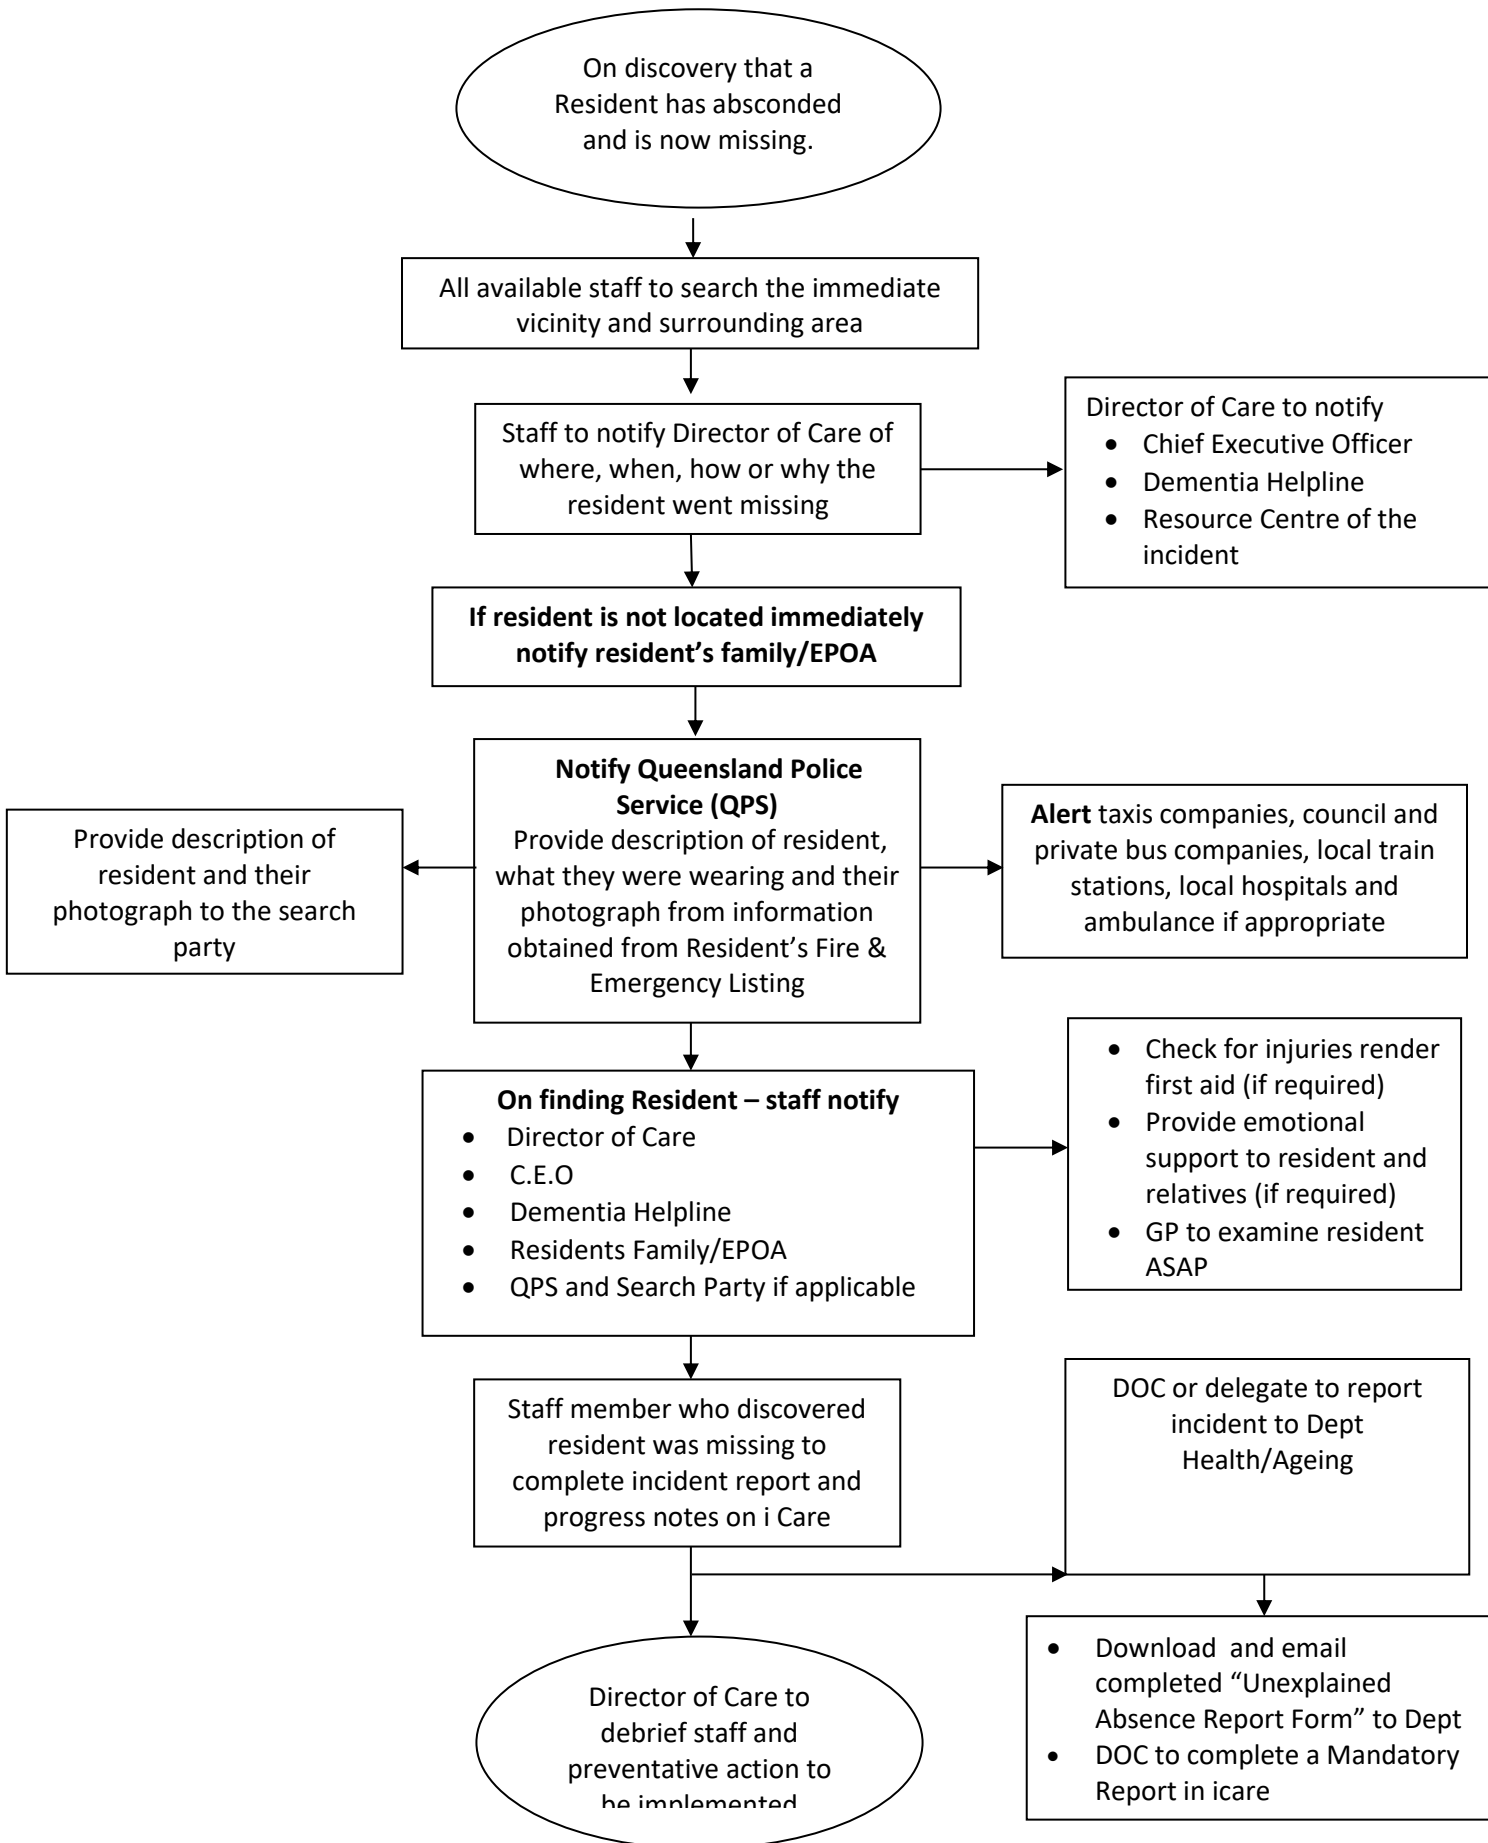 On discovery that a
Resident has absconded
and is now missing.
All available staff to search the immediate
vicinity and surrounding area
Staff to notify Director of Care of
where, when, how or why the
resident went missing
Director of Care to notify
• Chief Executive Officer
• Dementia Helpline
• Resource Centre of the
incident
If resident is not located immediately
notify resident’s family/EPOA
Notify Queensland Police
Service (QPS)
Provide description of resident,
what they were wearing and their
photograph from information
obtained from Resident’s Fire &
Emergency Listing
Provide description of
resident and their
photograph to the search
party
Alert taxis companies, council and
private bus companies, local train
stations, local hospitals and
ambulance if appropriate
On finding Resident – staff notify
• Director of Care
• C.E.O
• Dementia Helpline
• Residents Family/EPOA
• QPS and Search Party if applicable
• Check for injuries render
first aid (if required)
• Provide emotional
support to resident and
relatives (if required)
• GP to examine resident
ASAP
Staff member who discovered
resident was missing to
complete incident report and
progress notes on i Care
DOC or delegate to report
incident to Dept
Health/Ageing
Director of Care to
debrief staff and
preventative action to
be implemented
• Download and email
completed “Unexplained
Absence Report Form” to Dept
• DOC to complete a Mandatory
Report in icare